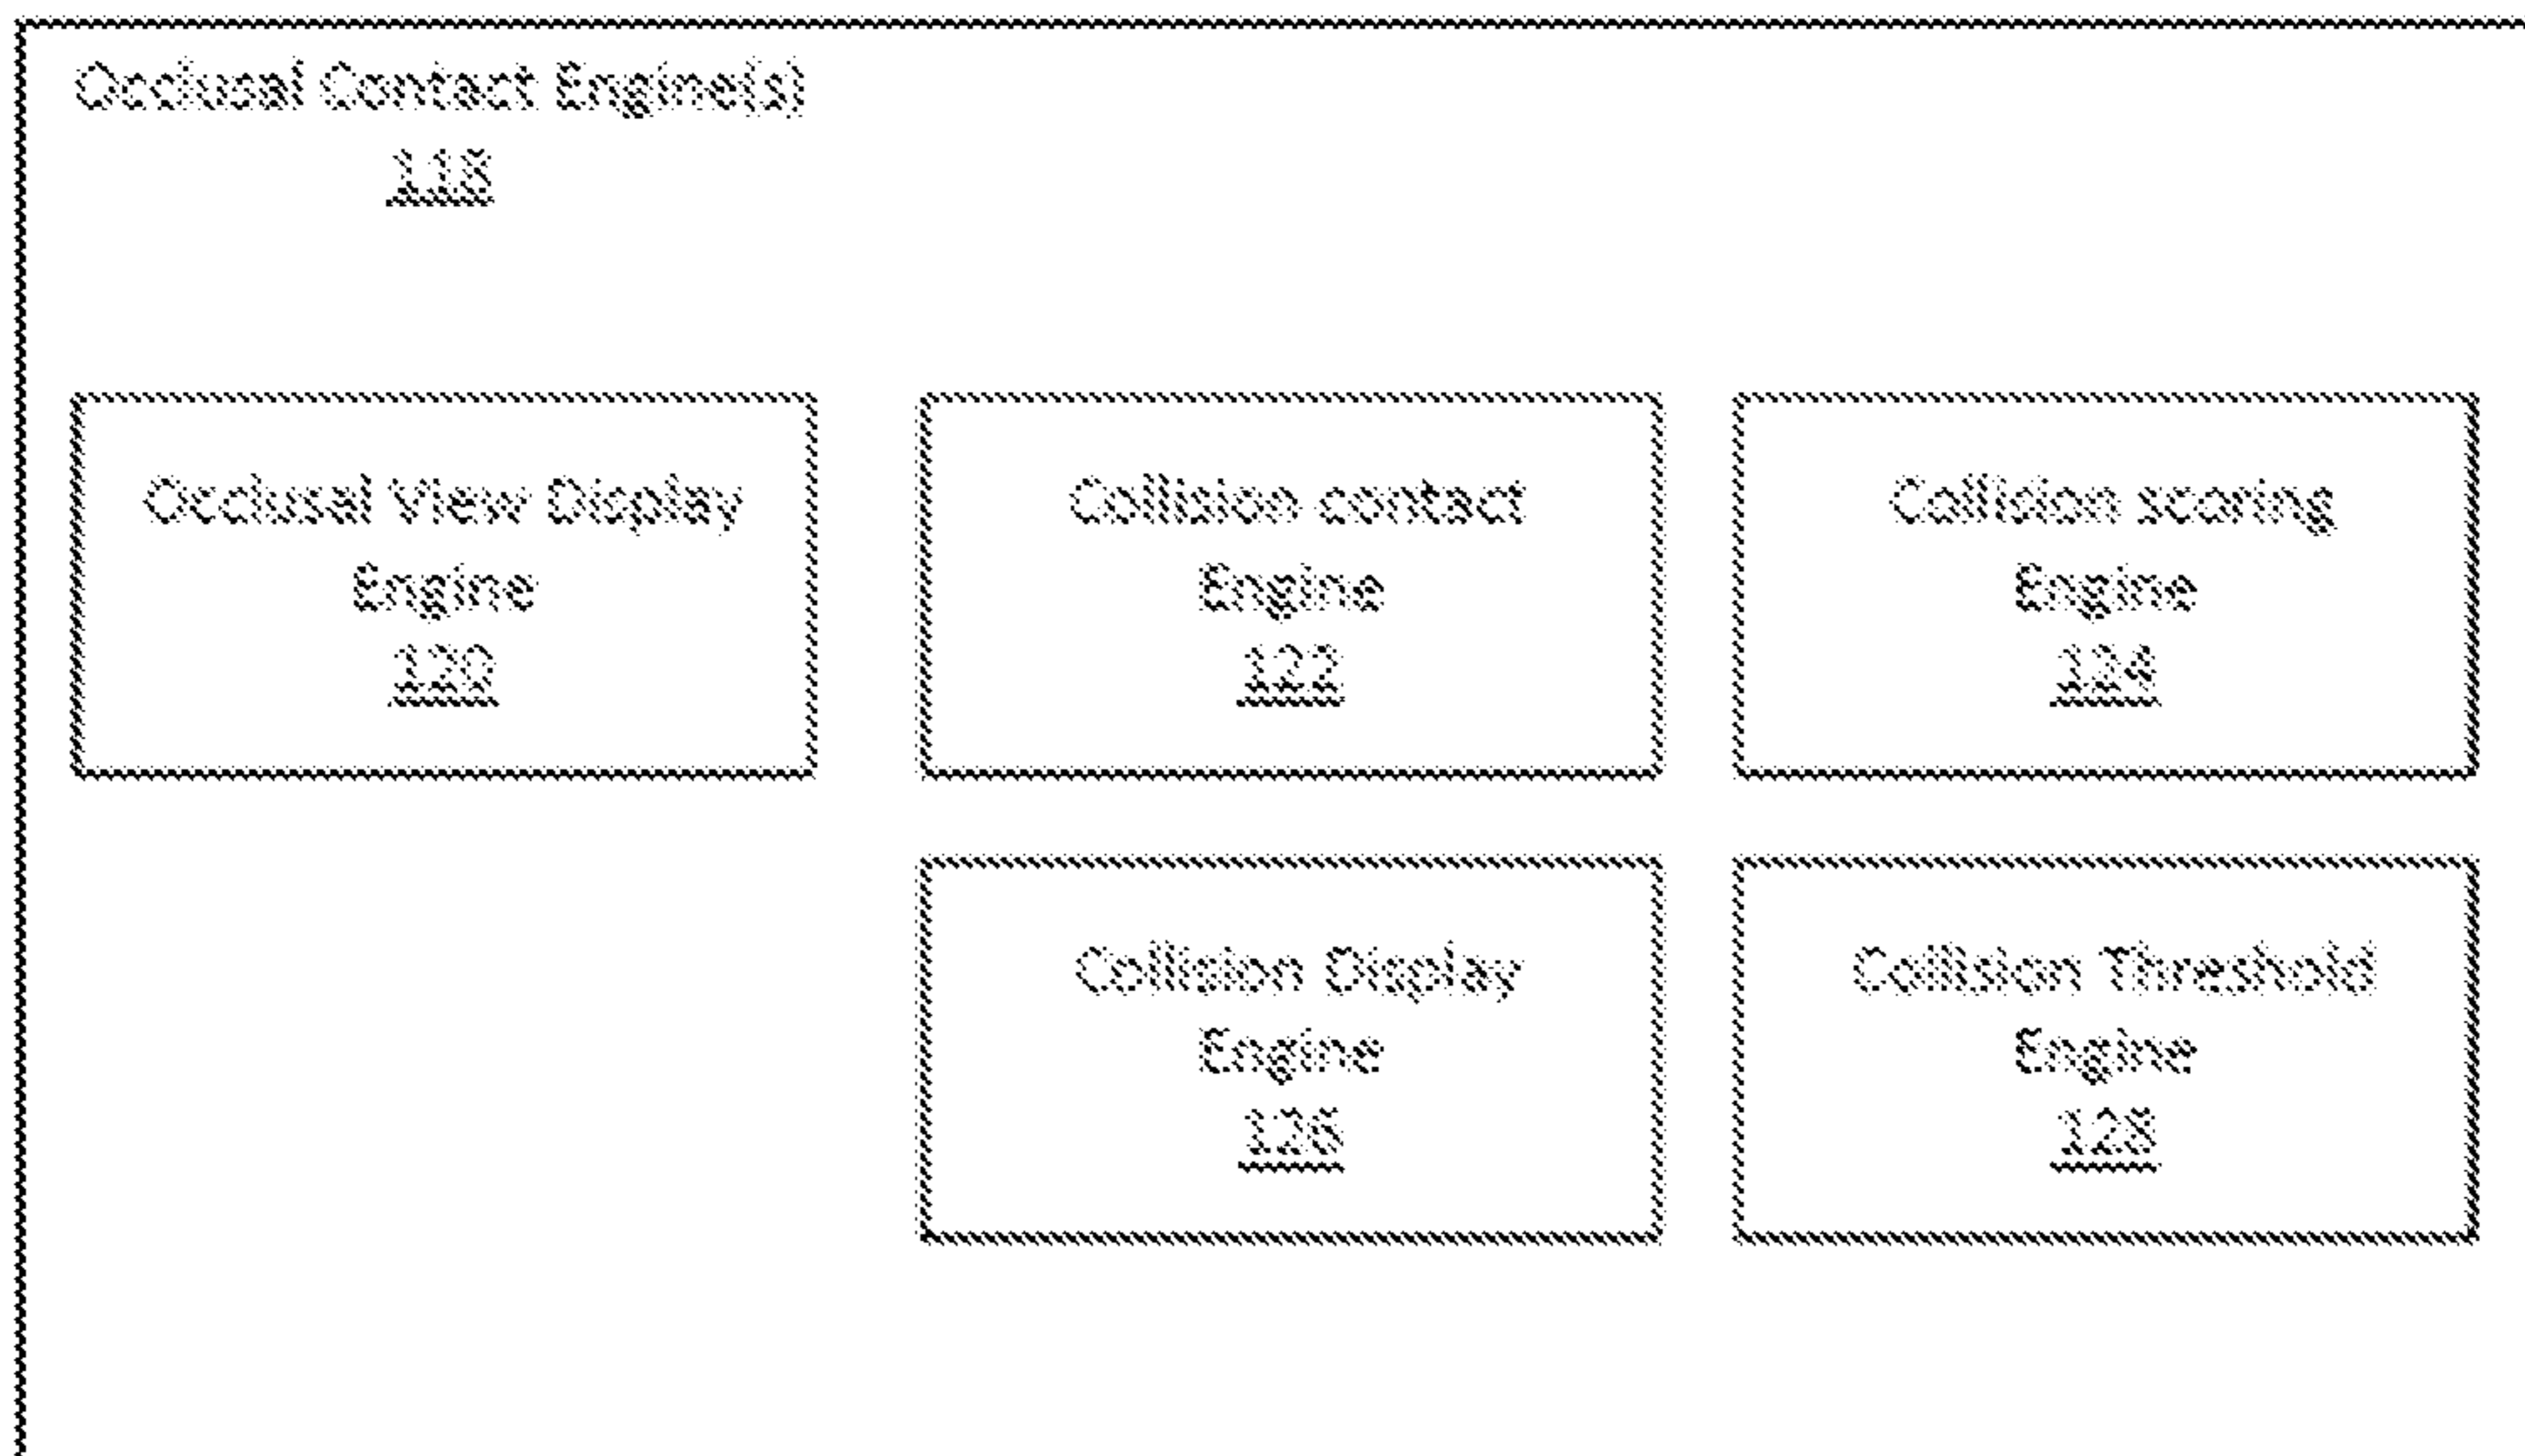 Occlusal Contact Engine(s)
118
Occlusal View Display
Engine
120
Collision contact
Engine
122
Collision scoring
Engine
124
Collision Display
Engine
126
Collision Threshold
Engine
128